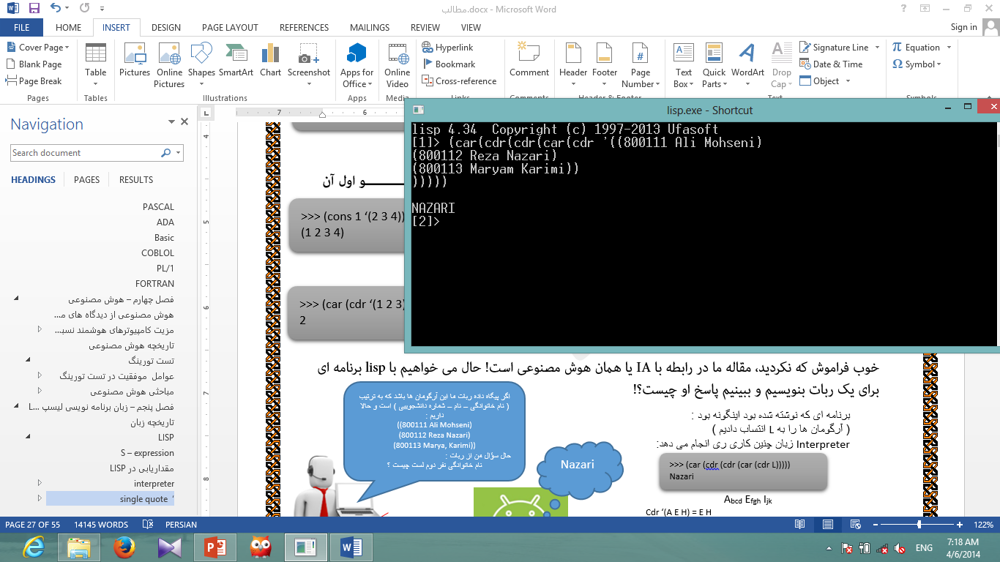 مطالب.docx - Microsoft Word
FILE
HOME
INSERT
DESIGN
PAGE LAYOUT
REFERENCES
MAILINGS
REVIEW
VIEW
Sign in
Cover Page
Blank Page
Page Break
Pages
Table
Tables
Pictures
Online Pictures
Shapes
SmartArt
Chart
Screenshot
Illustrations
Apps for Office
Apps
Online Video
Media
Hyperlink
Bookmark
Cross-reference
Links
Comment
Comments
Header
Footer
Page Number
Header & Footer
Text Box
Quick Parts
WordArt
Drop Cap
Signature Line
Date & Time
Object
Text
Equation
Symbol
Symbols
Navigation
Search document
HEADINGS
PAGES
RESULTS
PASCAL
ADA
Basic
COBLOL
PL/1
FORTRAN
فصل چهارم – هوش مصنوعی
هوش مصنوعی از دیدگاه های م...
مزیت کامپیوترهای هوشمند نسب...
تاریخچه هوش مصنوعی
تست تورینگ
عوامل موفقیت در تست تورینگ
مباحثی هوش مصنوعی
فصل پنجم – زبان برنامه نویسی لیسپ L...
تاریخچه زبان
LISP
S – expression
مقداریابی در LISP
interpreter
single quote ‘
7
6
4
5
6
7
8
و اول آن
>>> (cons 1 ‘(2 3 4))
(1 2 3 4)
>>> (car (cdr ‘(1 2 3)
2
lisp.exe - Shortcut
lisp 4.34  Copyright (c) 1997-2013 Ufasoft
[1]> (car(cdr(cdr(car(cdr '((800111 Ali Mohseni)
(800112 Reza Nazari)
(800113 Maryam Karimi))
)))))
NAZARI
[2]>
خوب فراموش که نکردید، مقاله ما در رابطه با IA یا همان هوش مصنوعی است! حال می خواهیم با lisp برنامه ای
برای یک ربات بنویسیم و ببینیم پاسخ او چیست؟!
اگر پیگاه داده ربات ما این آرگومان ها باشد که به ترتیب
( نام خانوادگی – نام – شماره دانشجویی ) است و حالا
داریم :
((800111 Ali Mohseni)
(800112 Reza Nazari)
(800113 Marya, Karimi))
حال سؤال من از ربات :
نام خانوادگی نفر دوم لست چیست ؟
Nazari
برنامه ای که نوشته شده بود اینگونه بود :
( آرگومان ها را به L انتساب دادیم )
Interpreter زبان چنین کاری ری انجام می دهد:
>>> (car (cdr (cdr (car (cdr L)))))
Nazari
Abcd Efgh Ijk
Cdr ‘(A E H) = E H
PAGE 27 OF 55
14145 WORDS
PERSIAN
122%
ENG
7:18 AM
4/6/2014